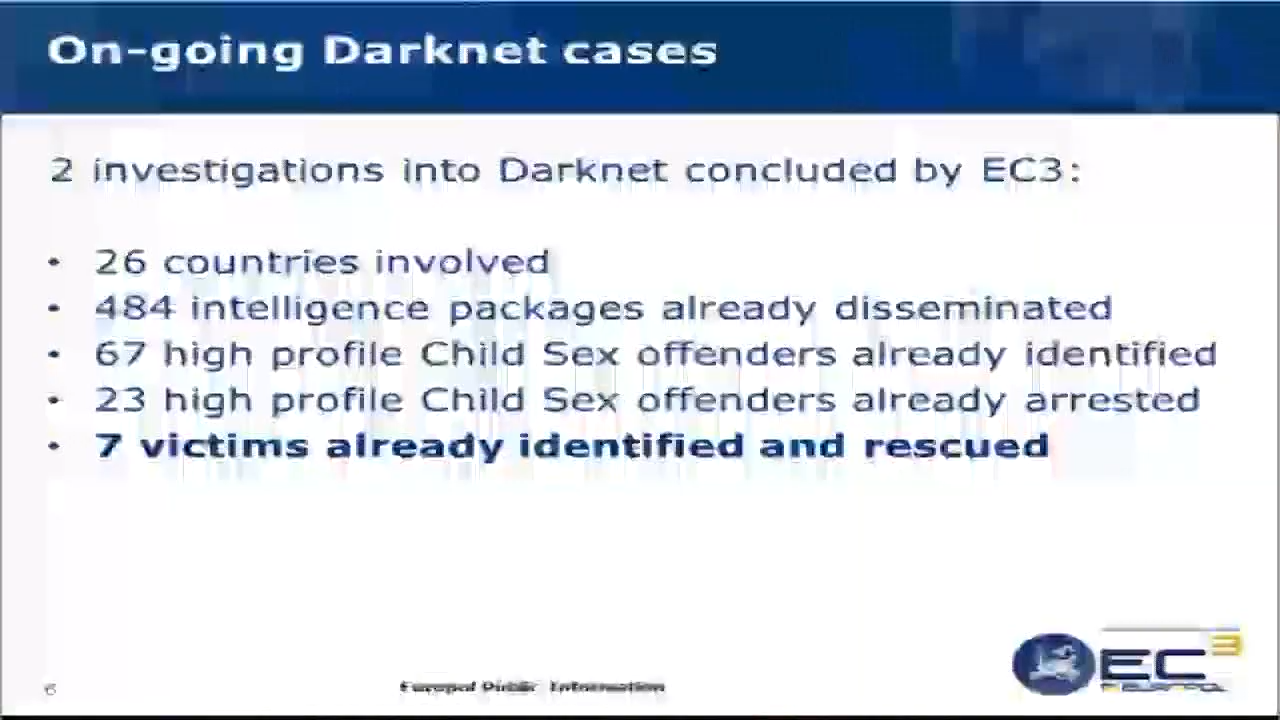 On-going Darknet cases
2 investigations into Darknet concluded by EC3:
• 26 countries involved
• 484 intelligence packages already disseminated
• 67 high profile Child Sex offenders already identified
• 23 high profile Child Sex offenders already arrested
• 7 victims already identified and rescued
6
Europol Public Information
EC3